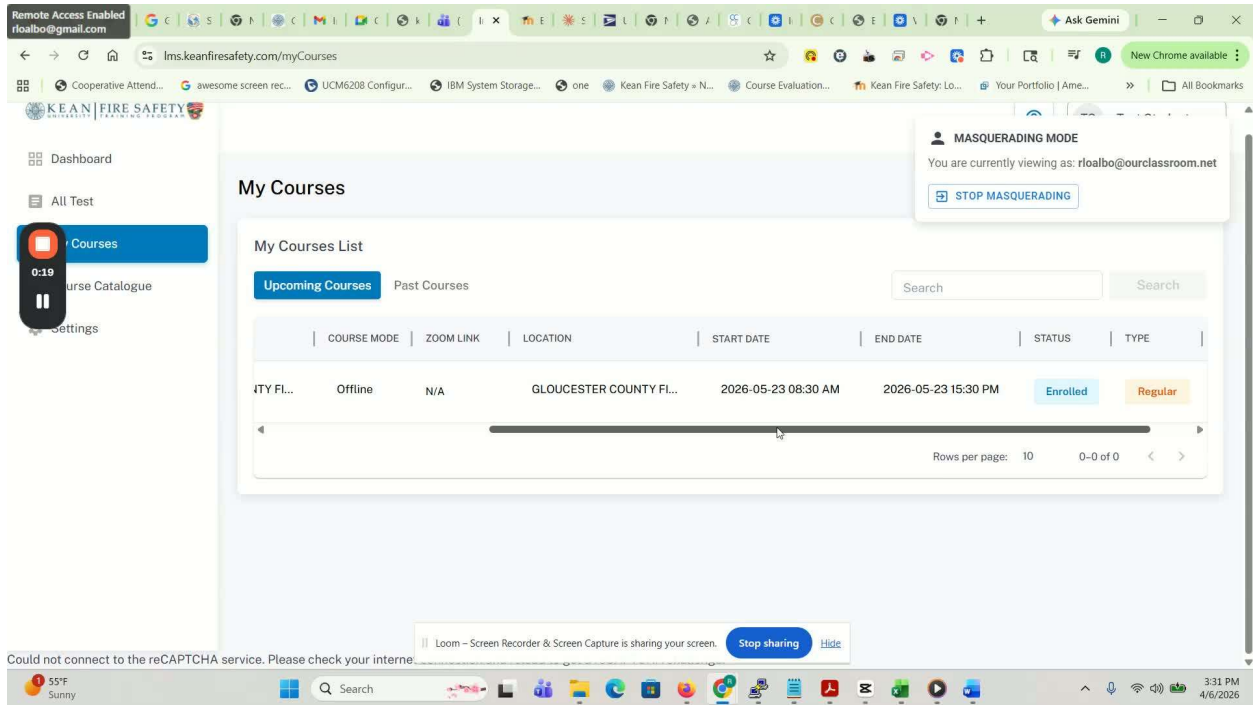 Remote Access Enabled
rloalbo@gmail.com
Ask Gemini
lms.keanfiresafety.com/myCourses
New Chrome available
Cooperative Attend...
awesome screen rec...
UCM6208 Configur...
IBM System Storage...
one
Kean Fire Safety » N...
Course Evaluation...
Kean Fire Safety: Lo...
Your Portfolio | Ame...
All Bookmarks
KEAN FIRE SAFETY
UNIVERSITY TRAINING PROGRAM
MASQUERADING MODE
You are currently viewing as: rloalbo@ourclassroom.net
STOP MASQUERADING
Dashboard
All Test
Courses
urse Catalogue
Settings
0:19
My Courses
My Courses List
Upcoming Courses Past Courses
Search Search
COURSE MODE ZOOM LINK LOCATION START DATE END DATE STATUS TYPE
NTY FI... Offline N/A GLOUCESTER COUNTY FI... 2026-05-23 08:30 AM 2026-05-23 15:30 PM Enrolled Regular
Rows per page: 10 0–0 of 0
Loom – Screen Recorder & Screen Capture is sharing your screen. Stop sharing Hide
Could not connect to the reCAPTCHA service. Please check your interne
1
55°F
Sunny
Search
3:31 PM
4/6/2026